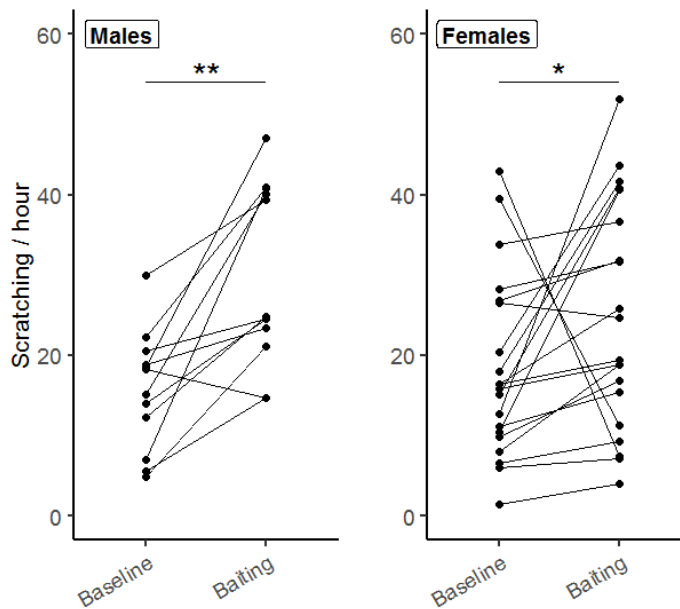 Males
**
60
40
20
0
Scratching / hour
Baseline
Baiting
Females
*
60
40
20
0
Baseline
Baiting